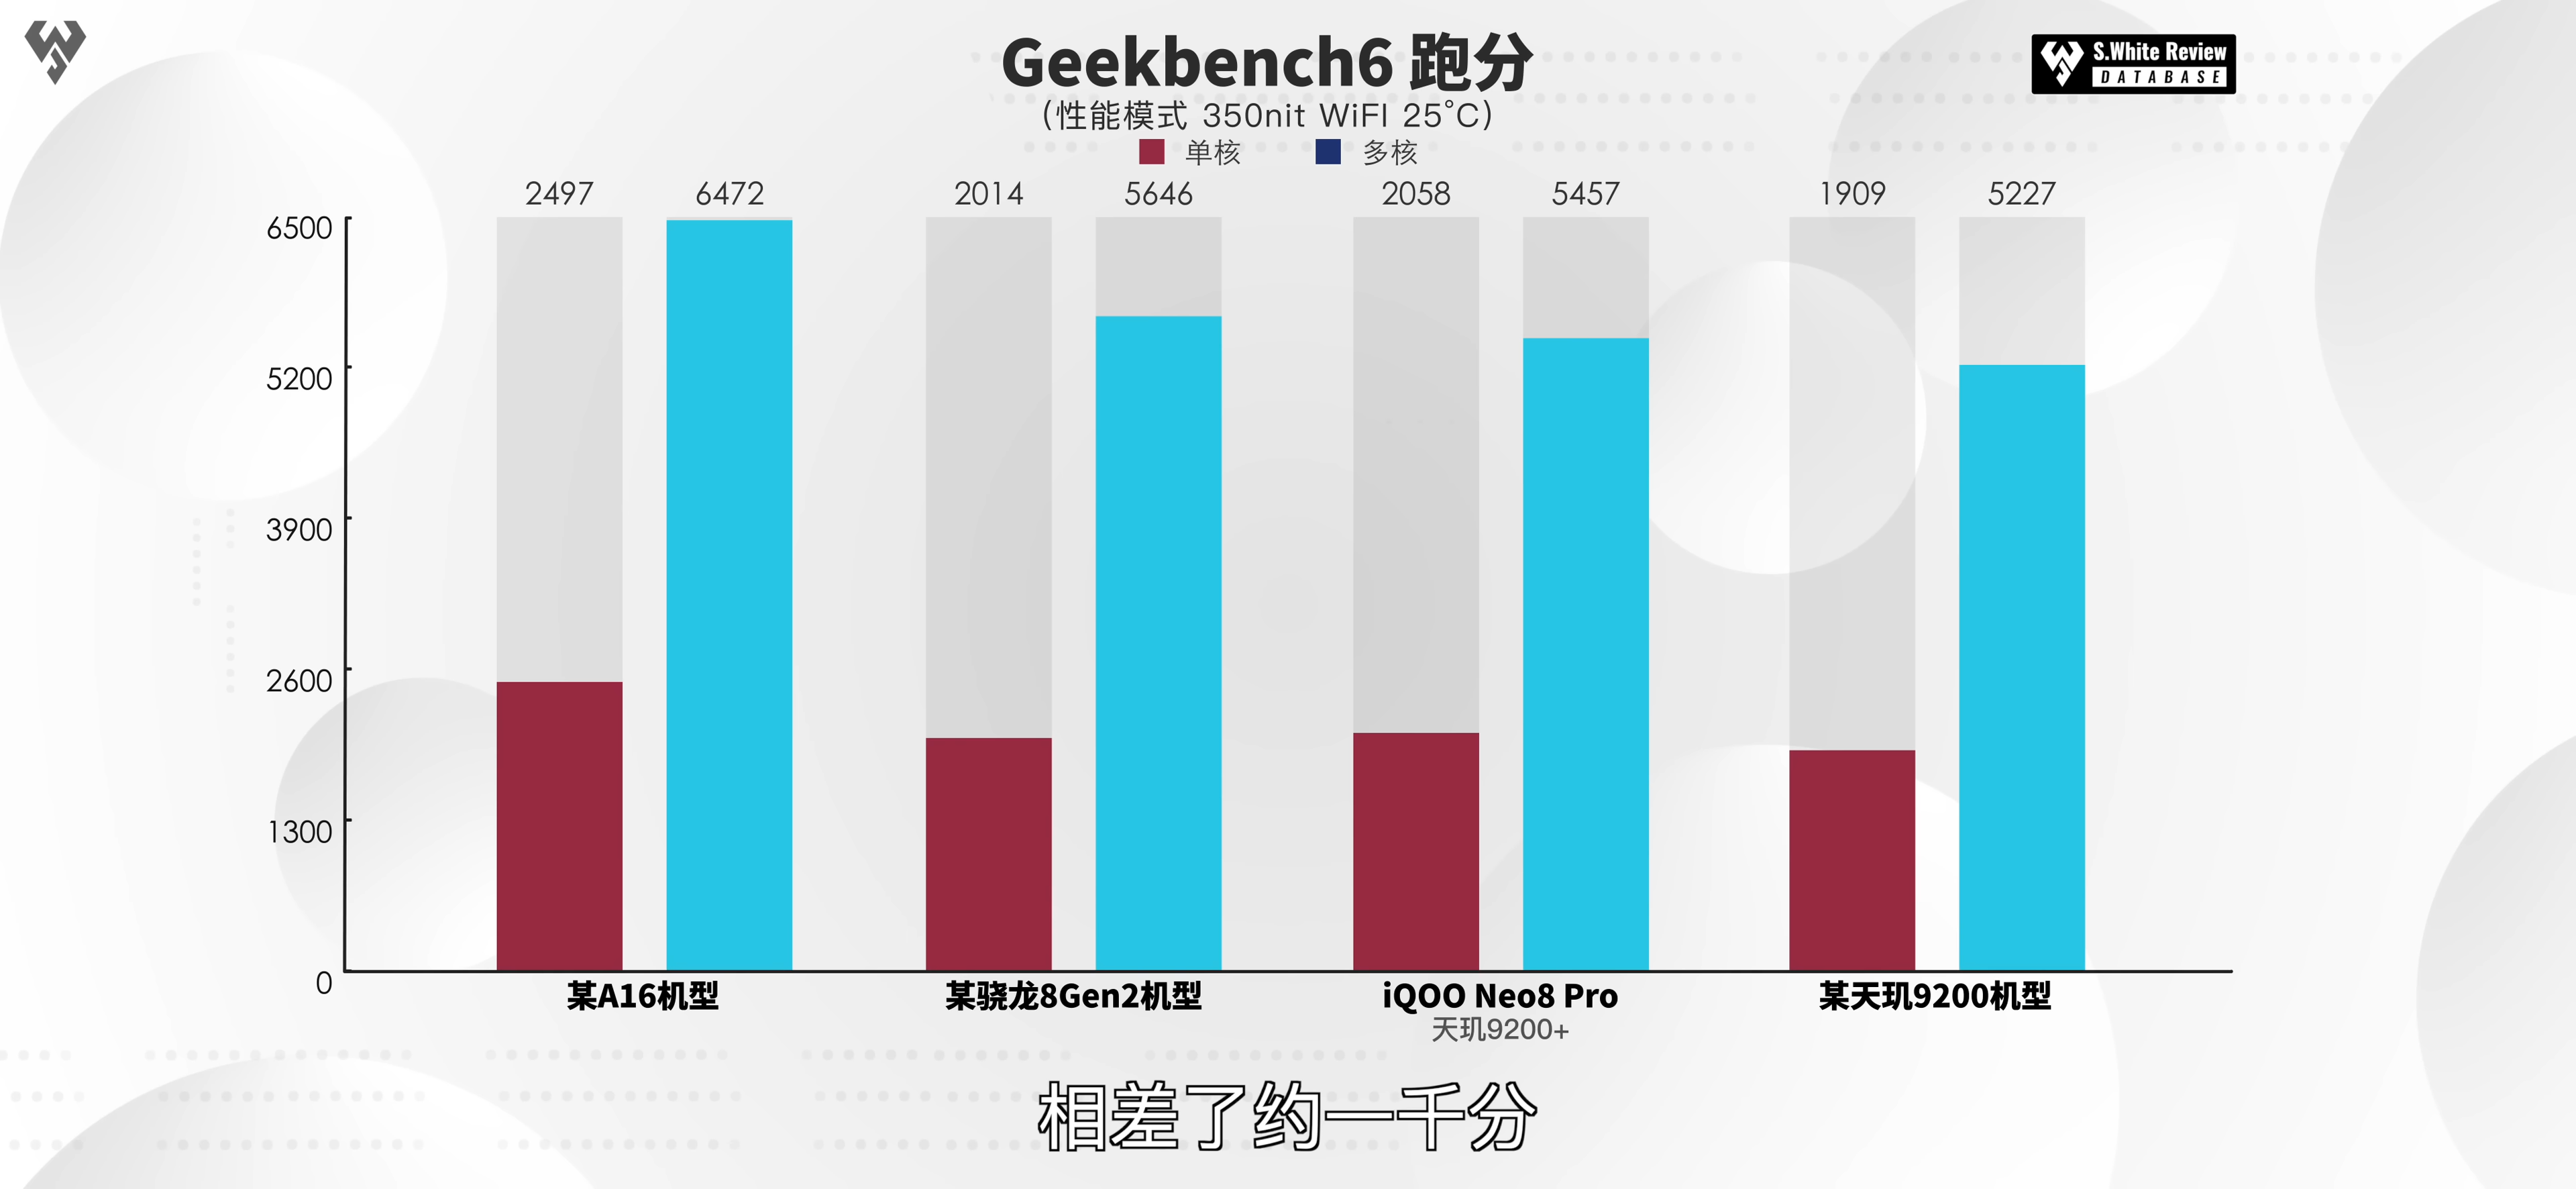 Geekbench6 跑分
S.White Review
DATABASE
(性能模式 350nit WiFI 25°C)
单核 多核
2497 6472 2014 5646 2058 5457 1909 5227
6500
5200
3900
2600
1300
0
某A16机型 某骁龙8Gen2机型 iQOO Neo8 Pro 某天玑9200机型
天玑9200+
相差了约一千分